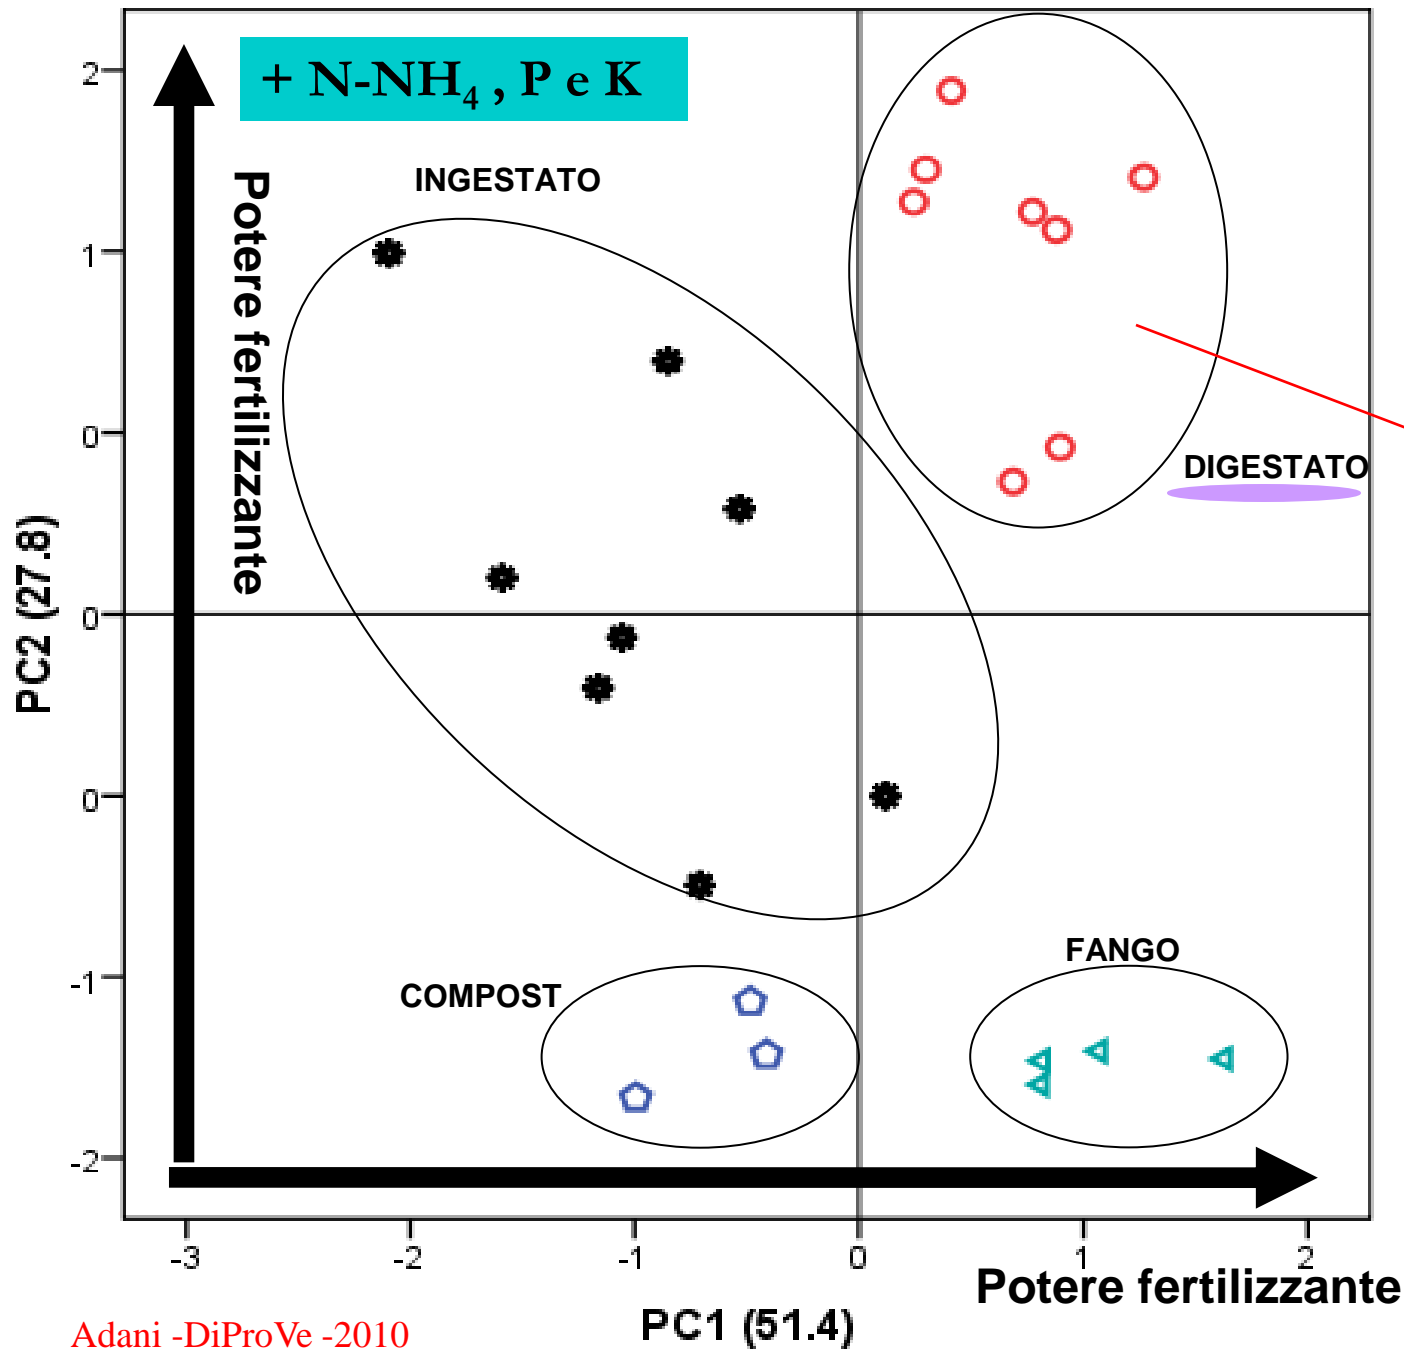 + N-NH₄ , P e K
INGESTATO
Potere fertilizzante
DIGESTATO
PC2 (27.8)
2
1
0
0
0
-1
-2
FANGO
COMPOST
-3
-2
-1
0
1
2
Potere fertilizzante
PC1 (51.4)
Adani -DiProVe -2010